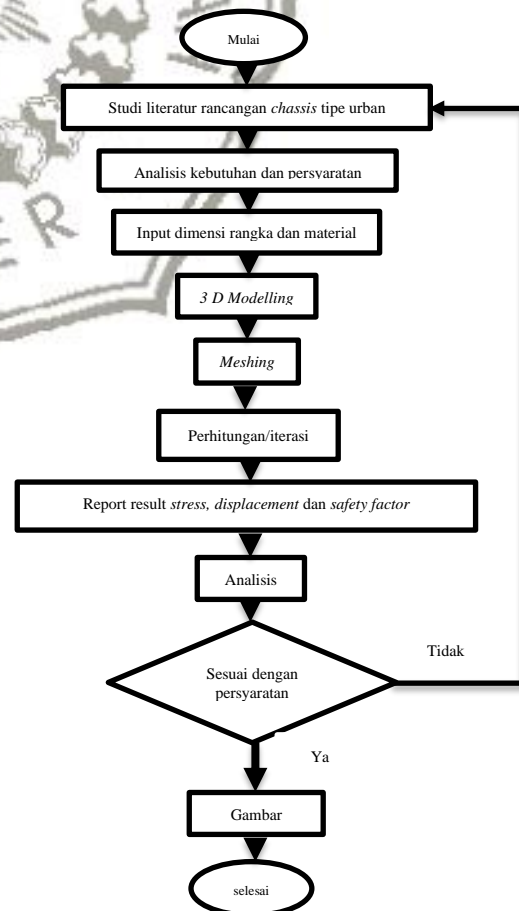 Mulai
Studi literatur rancangan chassis tipe urban
Analisis kebutuhan dan persyaratan
Input dimensi rangka dan material
3 D Modelling
Meshing
Perhitungan/iterasi
Report result stress, displacement dan safety factor
Analisis
Sesuai dengan
persyaratan
Tidak
Ya
Gambar
selesai